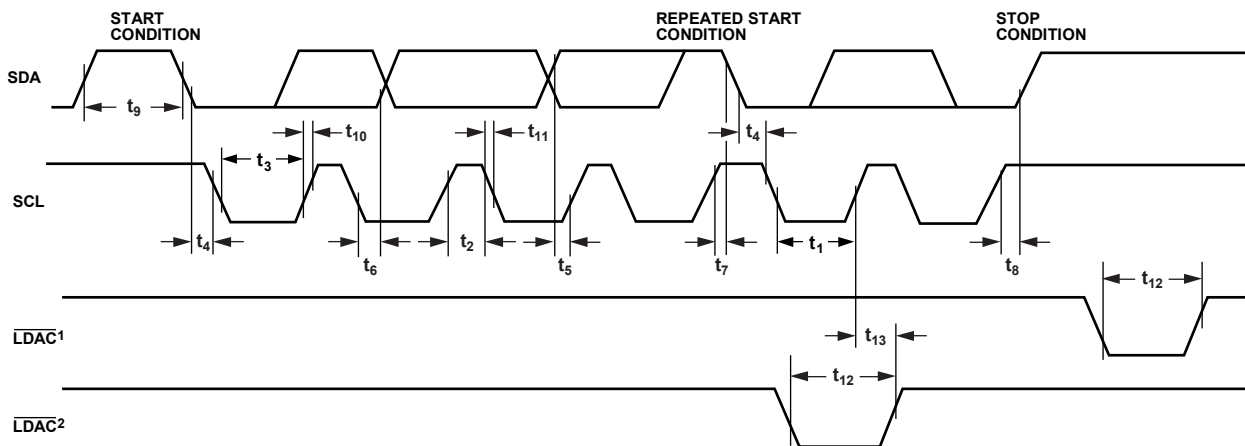 START
CONDITION
REPEATED START
CONDITION
STOP
CONDITION
SDA
t9
t10
t11
t4
t3
SCL
t4
t6
t2
t5
t7
t1
t8
t12
LDAC1
t13
t12
LDAC2